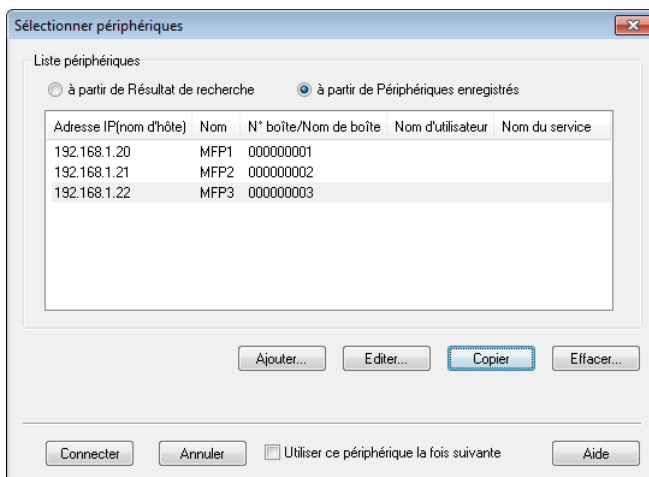 Sélectionner périphériques
Liste périphériques
à partir de Résultat de recherche à partir de Périphériques enregistrés
Adresse IP(nom d'hôte) Nom N° boîte/Nom de boîte Nom d'utilisateur Nom du service
192.168.1.20 MFP1 000000001
192.168.1.21 MFP2 000000002
192.168.1.22 MFP3 000000003
Ajouter... Editer... Copier Effacer...
Connecter Annuler Utiliser ce périphérique la fois suivante Aide